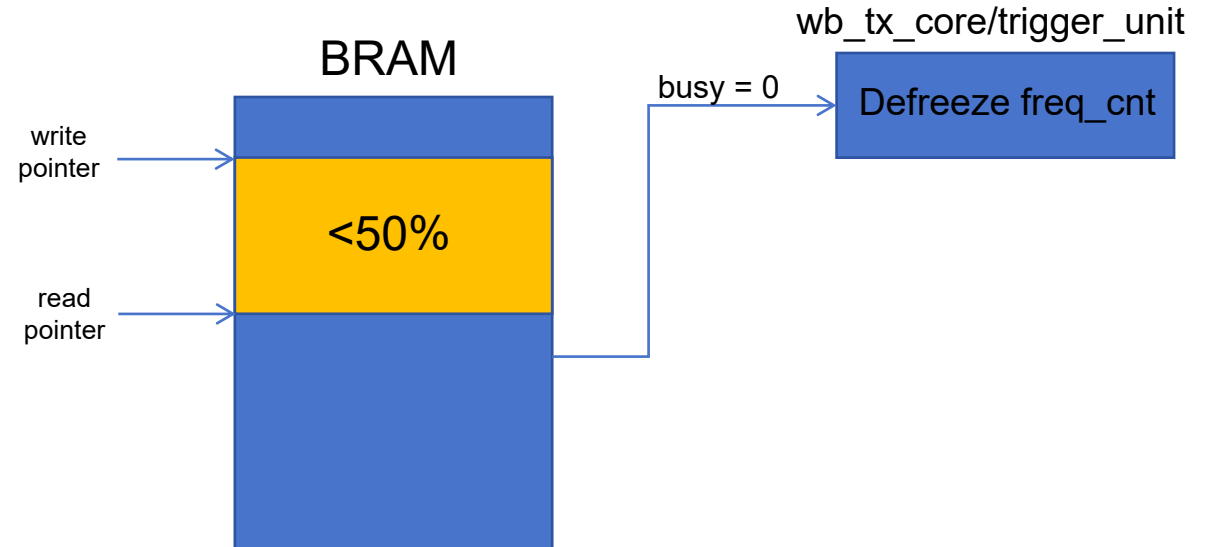 wb_tx_core/trigger_unit
BRAM
busy = 0
Defreeze freq_cnt
write
pointer
<50%
read
pointer